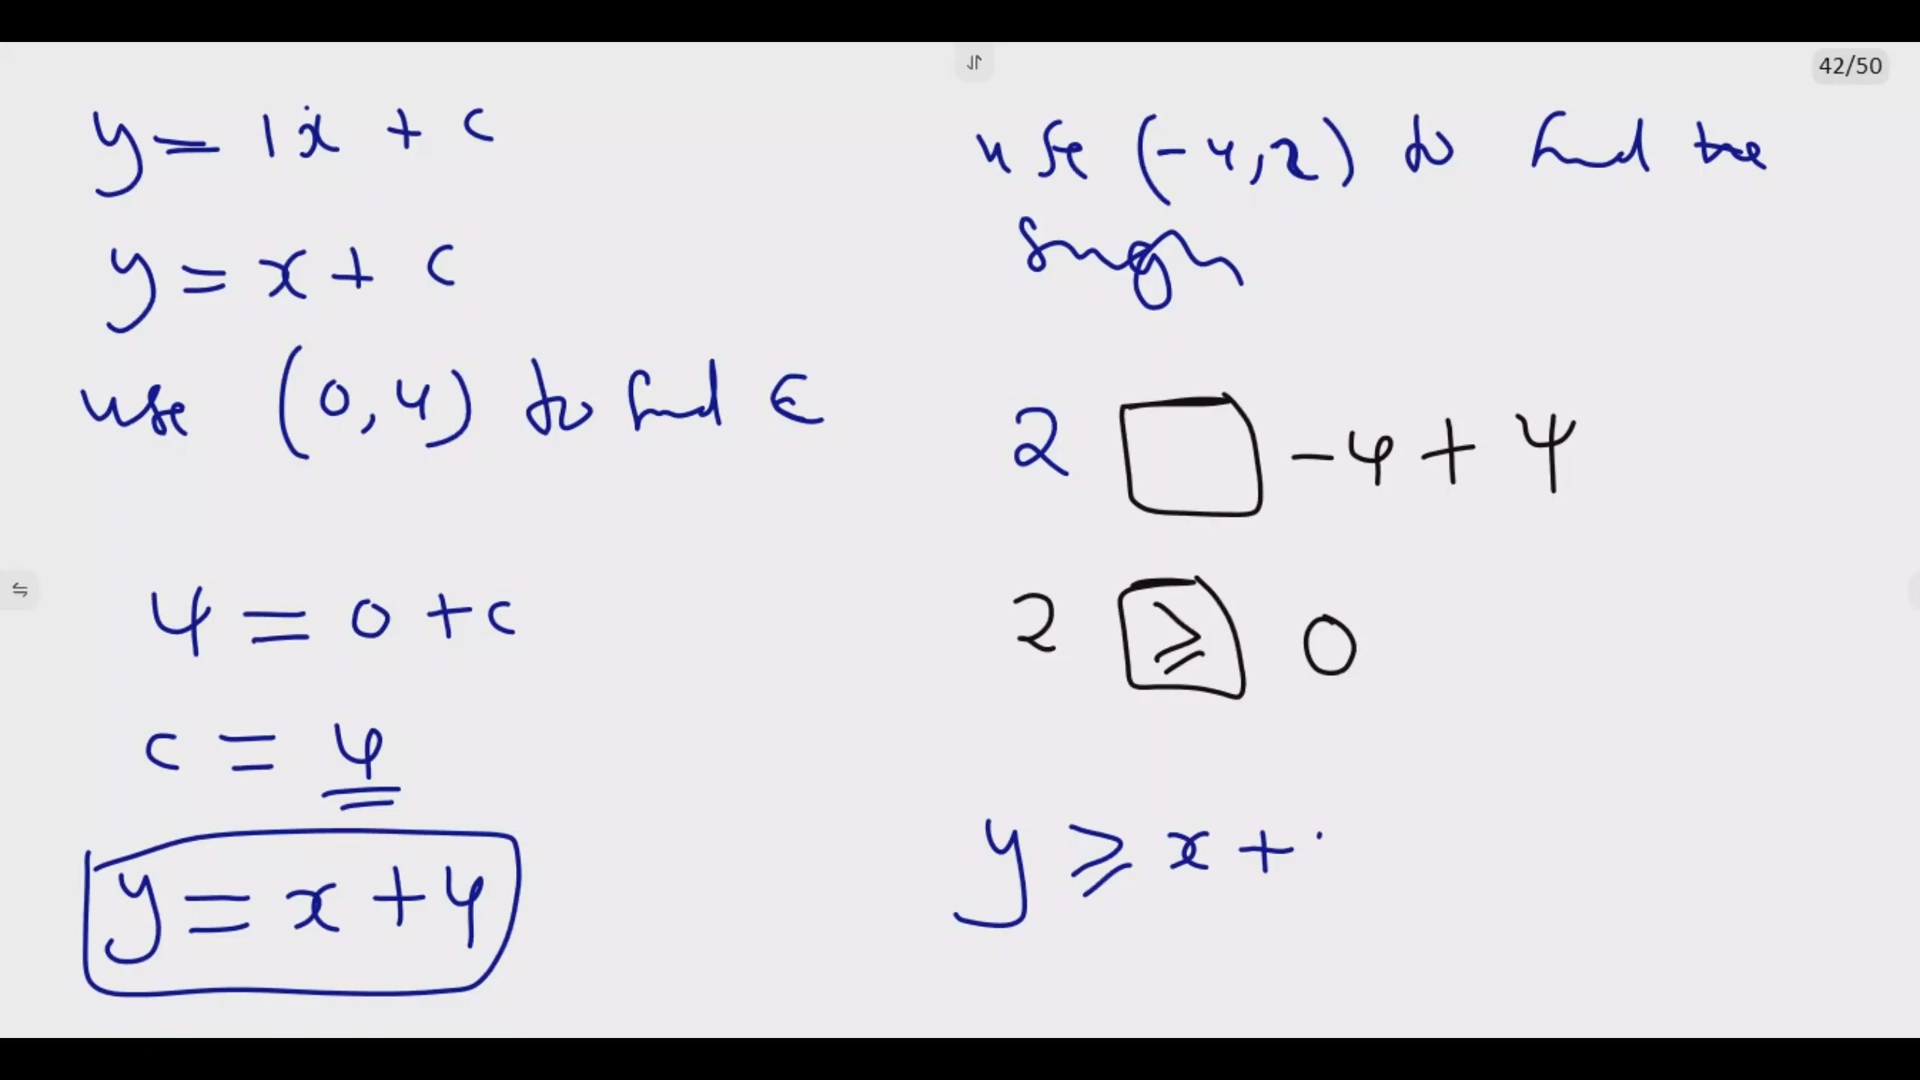 42/50
y = 1x + c
y = x + c
use (0,4) to find c
4 = 0 + c
c = 4
y = x + 4
use (-4,2) to find the
sign
2 □ -4 + 4
2 ≥ 0
y ≥ x +